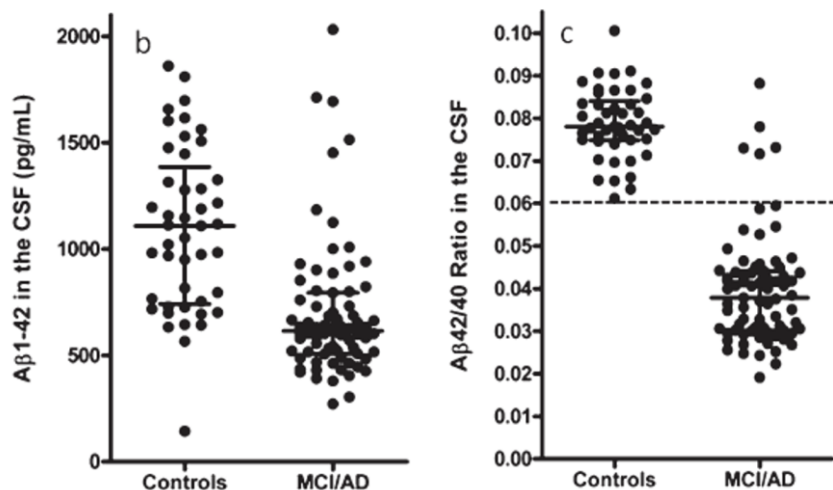 b
Aβ1-42 in the CSF (pg/mL)
2000
1500
1000
500
0
Controls
MCI/AD
c
Aβ42/40 Ratio in the CSF
0.10
0.09
0.08
0.07
0.06
0.05
0.04
0.03
0.02
0.01
0.00
Controls
MCI/AD